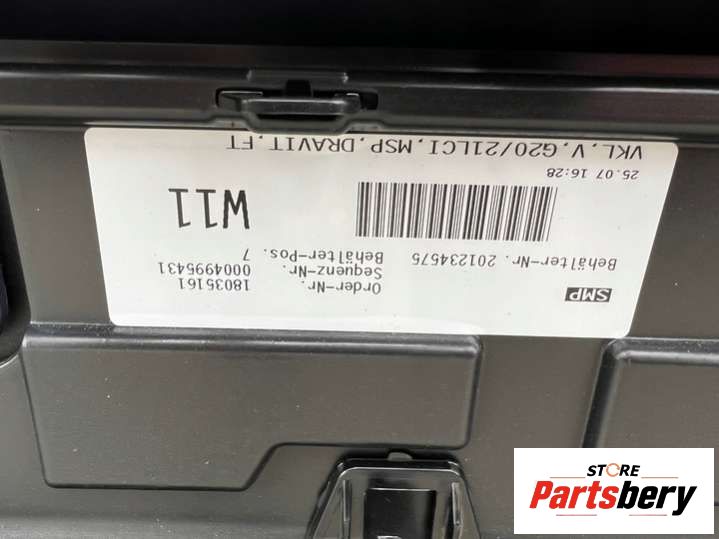 SMP
Order-Nr. 18035161
Sequenz-Nr. 0004995431
Behälter-Nr. 201234575 Behälter-Pos. 7
W11
25.07 16:28
VKL.V.G20/21LCI.MSP.DRAVIT.FT
STORE
Partsbery